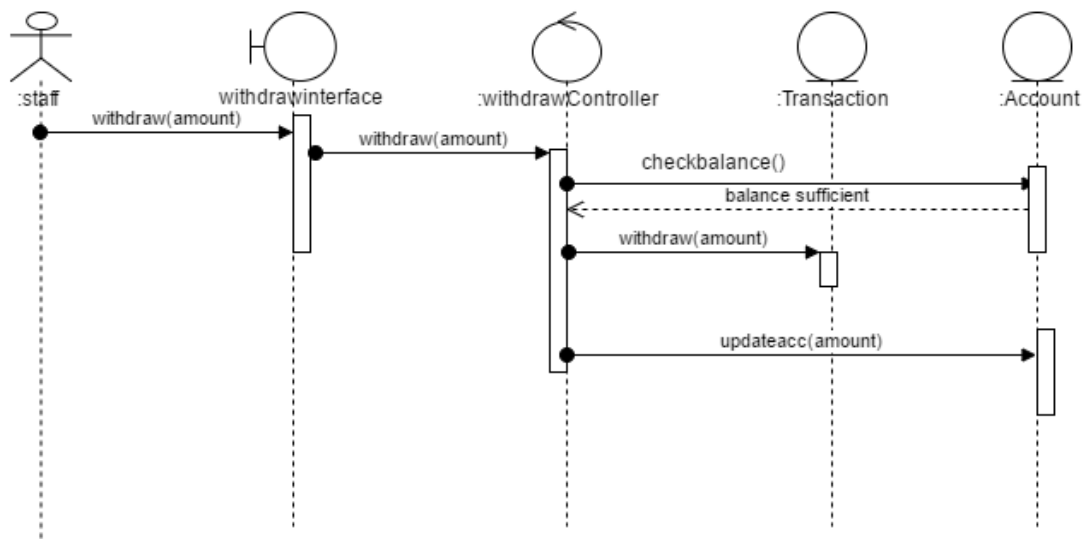 :staff
withdrawinterface
:withdrawController
:Transaction
:Account
withdraw(amount)
withdraw(amount)
checkbalance()
balance sufficient
withdraw(amount)
updateacc(amount)